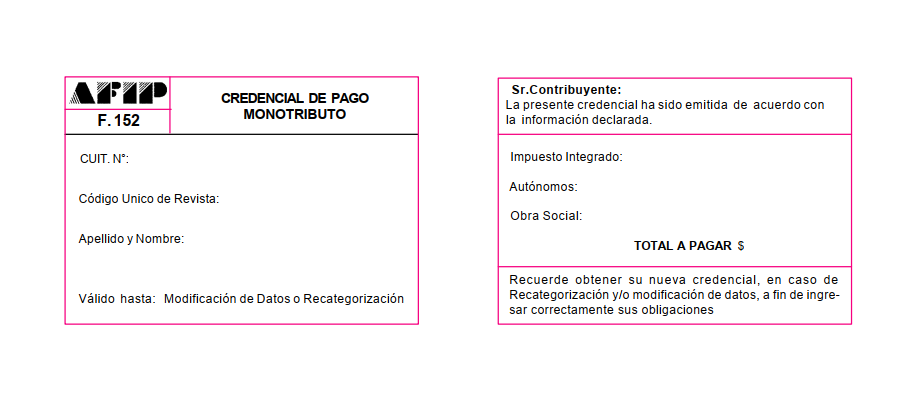 AFIP
F. 152
CREDENCIAL DE PAGO
MONOTRIBUTO
CUIT. N°:
Código Unico de Revista:
Apellido y Nombre:
Válido hasta: Modificación de Datos o Recategorización
Sr.Contribuyente:
La presente credencial ha sido emitida de acuerdo con
la información declarada.
Impuesto Integrado:
Autónomos:
Obra Social:
TOTAL A PAGAR $
Recuerde obtener su nueva credencial, en caso de
Recategorización y/o modificación de datos, a fin de ingre-
sar correctamente sus obligaciones